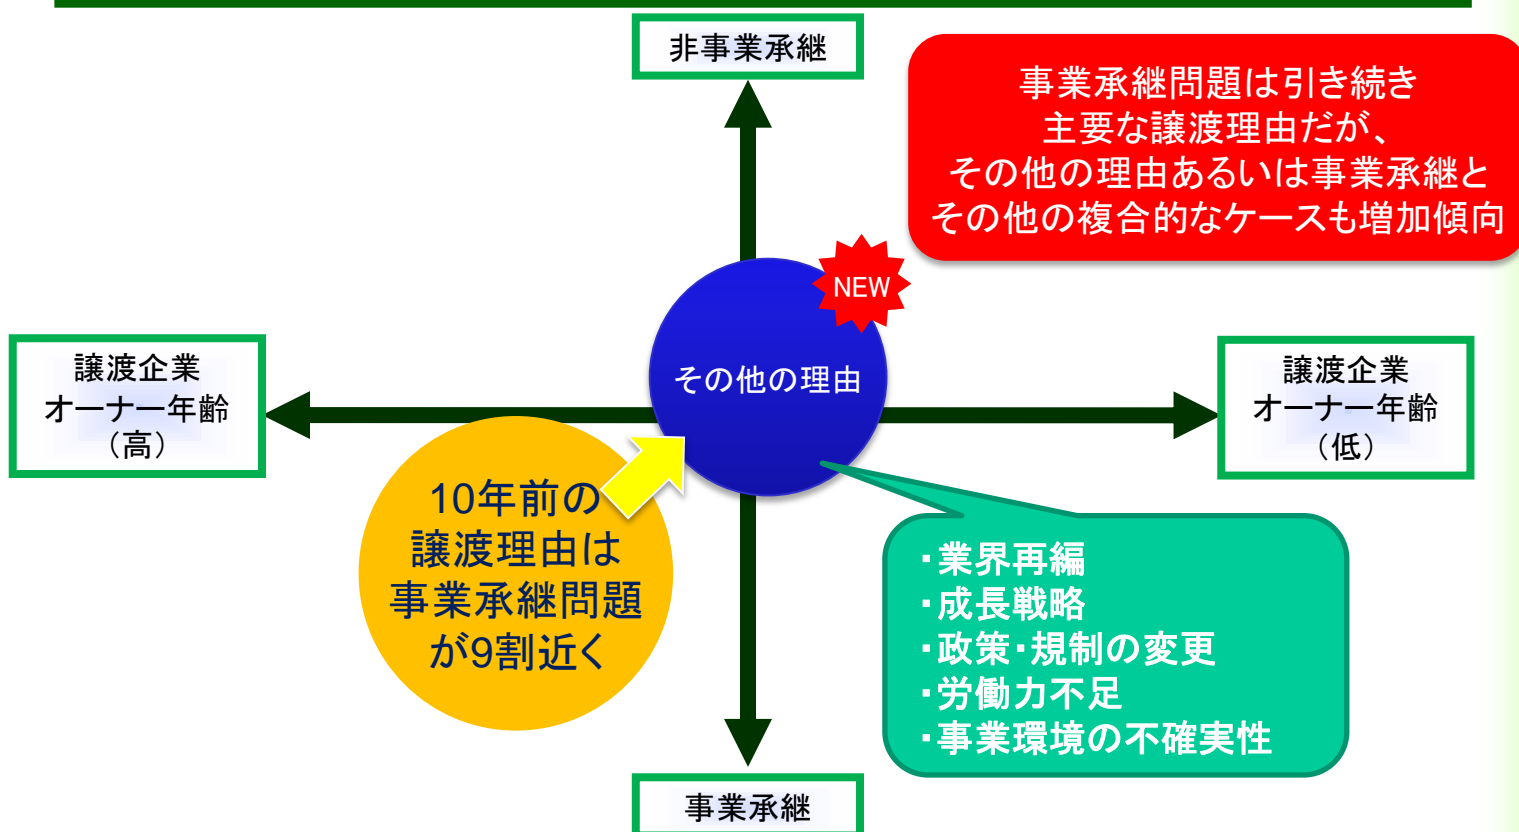 非事業承継
事業承継問題は引き続き
主要な譲渡理由だが、
その他の理由あるいは事業承継と
その他の複合的なケースも増加傾向
NEW
その他の理由
譲渡企業
オーナー年齢
（高）
譲渡企業
オーナー年齢
（低）
10年前の
譲渡理由は
事業承継問題
が9割近く
・業界再編
・成長戦略
・政策・規制の変更
・労働力不足
・事業環境の不確実性
事業承継